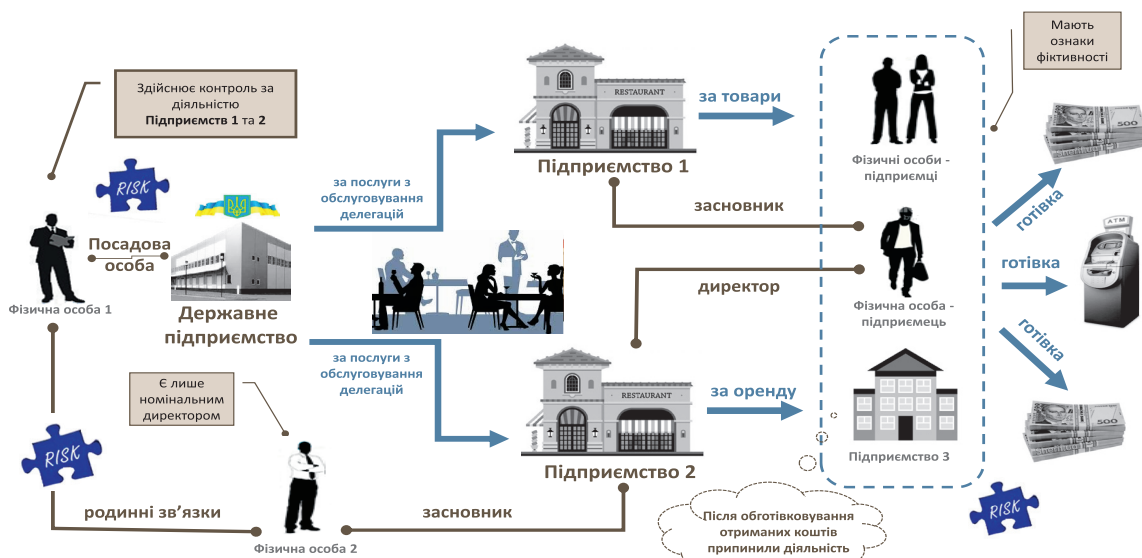 Мають
ознаки
фіктивності
Здійснює контроль за
діяльністю
Підприємств 1 та 2
RISK
Посадова
особа
Фізична особа 1
Державне
підприємство
за послуги з
обслуговування
делегацій
за послуги з
обслуговування
делегацій
RESTAURANT
Підприємство 1
за товари
Фізичні особи -
підприємці
засновник
директор
Фізична особа -
підприємець
готівка
готівка
готівка
500
ATM
500
RESTAURANT
Підприємство 2
за оренду
Підприємство 3
Є лише
номінальним
директором
RISK
родинні зв’язки
Фізична особа 2
засновник
Після обготівковування
отриманих коштів
припинили діяльність
RISK